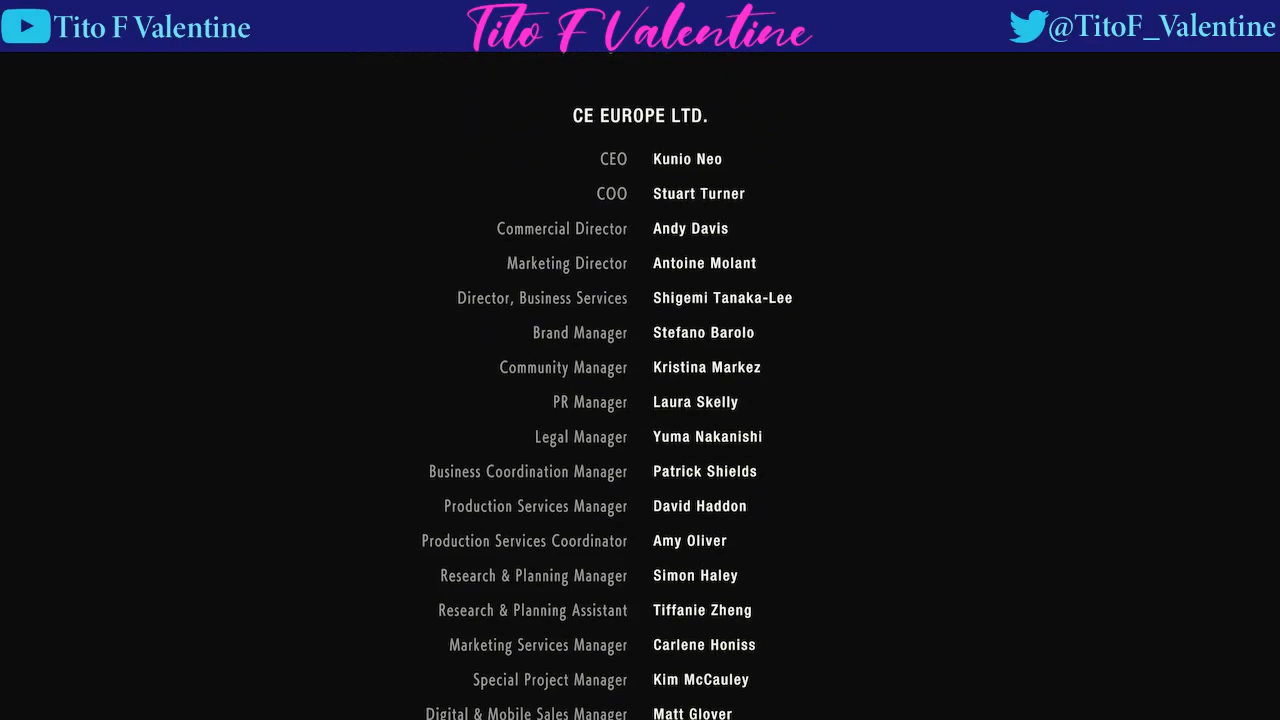 Tito F Valentine
Tito F Valentine
@TitoF_Valentine
CE EUROPE LTD.
CEO Kunio Neo
COO Stuart Turner
Commercial Director Andy Davis
Marketing Director Antoine Molant
Director, Business Services Shigemi Tanaka-Lee
Brand Manager Stefano Barolo
Community Manager Kristina Markez
PR Manager Laura Skelly
Legal Manager Yuma Nakanishi
Business Coordination Manager Patrick Shields
Production Services Manager David Haddon
Production Services Coordinator Amy Oliver
Research & Planning Manager Simon Haley
Research & Planning Assistant Tiffanie Zheng
Marketing Services Manager Carlene Honiss
Special Project Manager Kim McCauley
Digital & Mobile Sales Manager Matt Glover